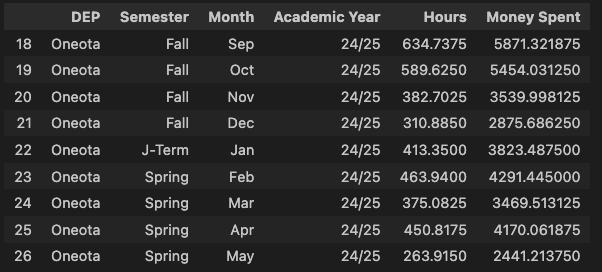 DEP Semester Month Academic Year Hours Money Spent
18 Oneota Fall Sep 24/25 634.7375 5871.321875
19 Oneota Fall Oct 24/25 589.6250 5454.031250
20 Oneota Fall Nov 24/25 382.7025 3539.998125
21 Oneota Fall Dec 24/25 310.8850 2875.686250
22 Oneota J-Term Jan 24/25 413.3500 3823.487500
23 Oneota Spring Feb 24/25 463.9400 4291.445000
24 Oneota Spring Mar 24/25 375.0825 3469.513125
25 Oneota Spring Apr 24/25 450.8175 4170.061875
26 Oneota Spring May 24/25 263.9150 2441.213750